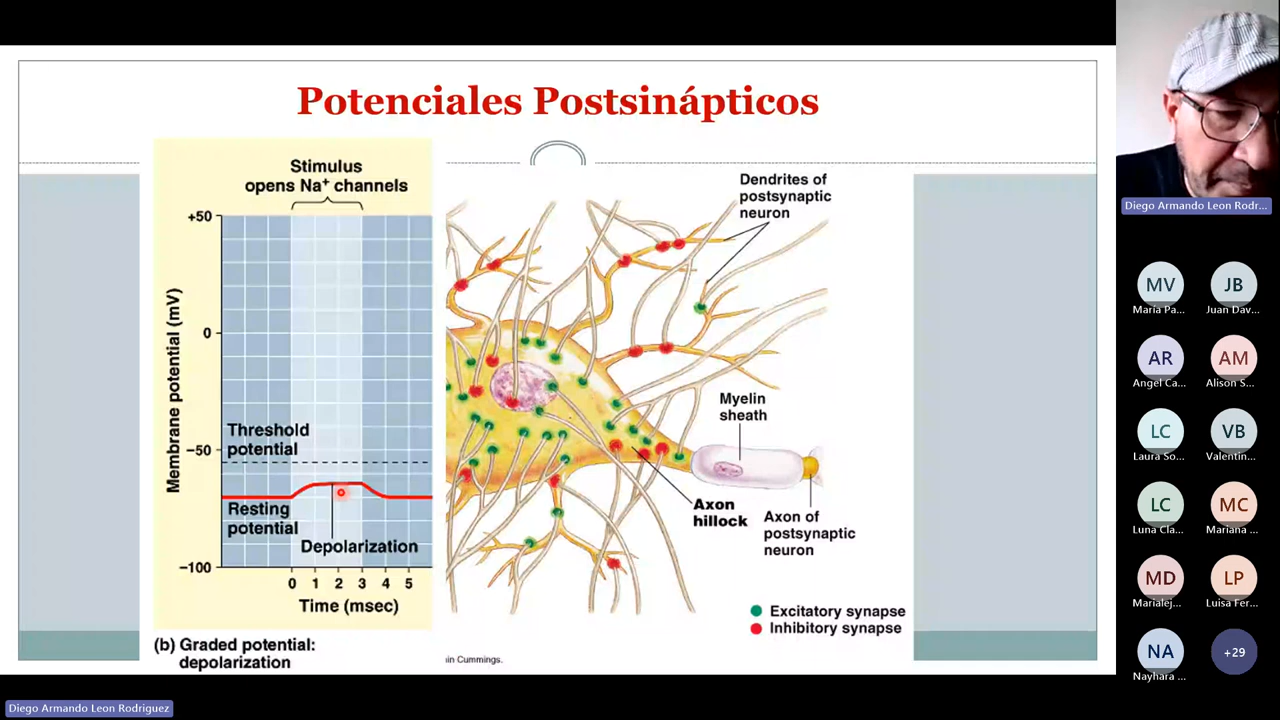 Potenciales Postsinápticos
Stimulus
opens Na⁺ channels
+50
0
−50
−100
Membrane potential (mV)
Threshold
potential
Resting
potential
Depolarization
0 1 2 3 4 5
Time (msec)
(b) Graded potential:
depolarization
Dendrites of
postsynaptic
neuron
Myelin
sheath
Axon
hillock
Axon of
postsynaptic
neuron
Excitatory synapse
Inhibitory synapse
in Cummings.
Diego Armando Leon Rodr...
MV
María Pa...
JB
Juan Dav...
AR
Angel Ca...
AM
Alison S...
LC
Laura So...
VB
Valentin...
LC
Luna Cla...
MC
Mariana ...
MD
Marialej...
LP
Luisa Fer...
NA
Nayhara ...
+29
Diego Armando Leon Rodriguez